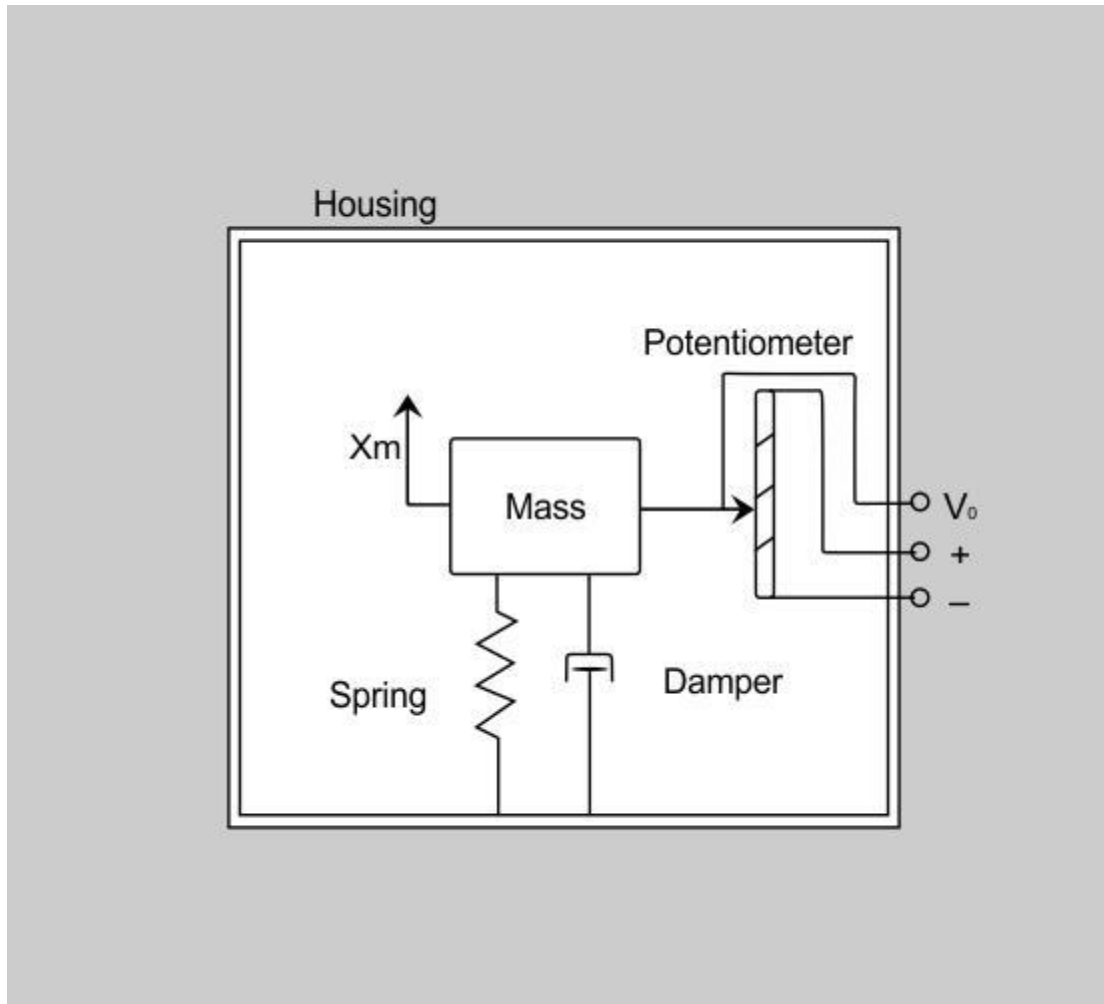 Housing
Potentiometer
Xm
Mass
V₀
+
–
Spring
Damper